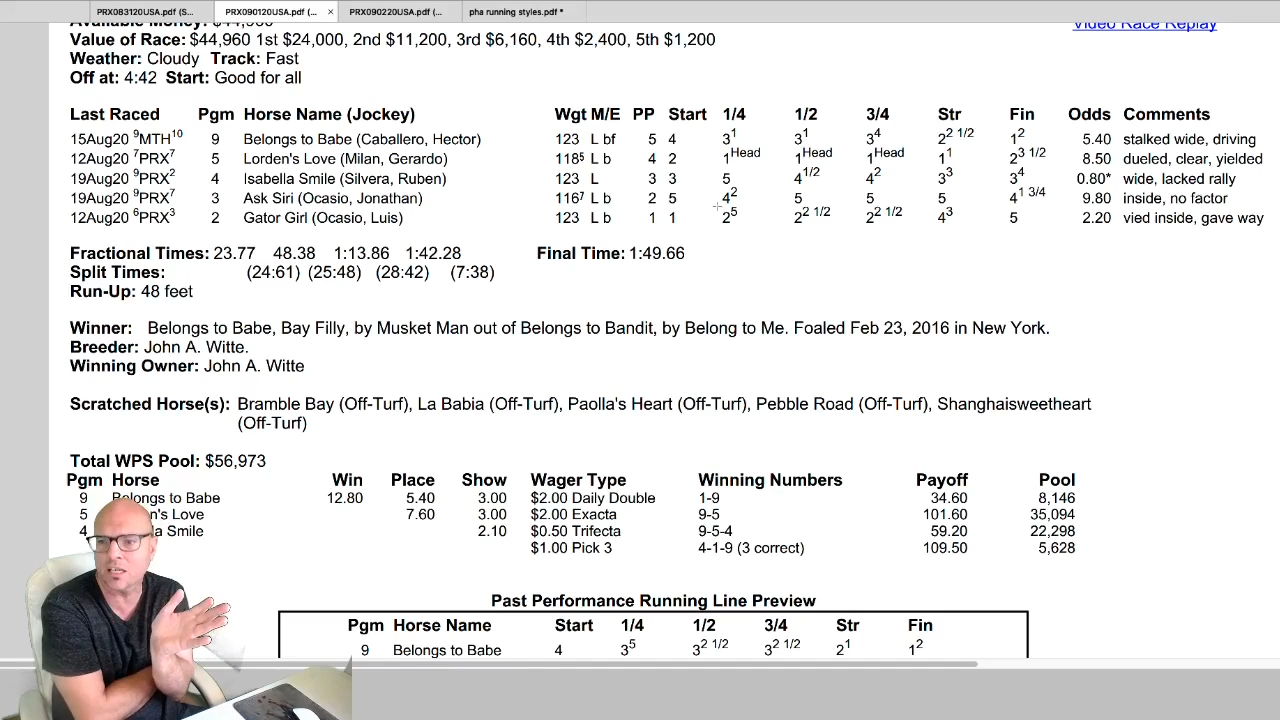 PRX083120USA.pdf (S... PRX090120USA.pdf (... × PRX090220USA.pdf (... pha running styles.pdf *
Available Money: $44,960 Video Race Replay
Value of Race: $44,960 1st $24,000, 2nd $11,200, 3rd $6,160, 4th $2,400, 5th $1,200
Weather: Cloudy Track: Fast
Off at: 4:42 Start: Good for all
Last Raced Pgm Horse Name (Jockey) Wgt M/E PP Start 1/4 1/2 3/4 Str Fin Odds Comments
15Aug20 9MTH10 9 Belongs to Babe (Caballero, Hector) 123 L bf 5 4 31 31 34 22 1/2 12 5.40 stalked wide, driving
12Aug20 7PRX7 5 Lorden's Love (Milan, Gerardo) 1185 L b 4 2 1Head 1Head 1Head 11 23 1/2 8.50 dueled, clear, yielded
19Aug20 9PRX2 4 Isabella Smile (Silvera, Ruben) 123 L 3 3 5 41/2 42 33 34 0.80* wide, lacked rally
19Aug20 9PRX7 3 Ask Siri (Ocasio, Jonathan) 1167 L b 2 5 42 5 5 5 41 3/4 9.80 inside, no factor
12Aug20 6PRX3 2 Gator Girl (Ocasio, Luis) 123 L b 1 1 25 22 1/2 22 1/2 43 5 2.20 vied inside, gave way
Fractional Times: 23.77 48.38 1:13.86 1:42.28 Final Time: 1:49.66
Split Times: (24:61) (25:48) (28:42) (7:38)
Run-Up: 48 feet
Winner: Belongs to Babe, Bay Filly, by Musket Man out of Belongs to Bandit, by Belong to Me. Foaled Feb 23, 2016 in New York.
Breeder: John A. Witte.
Winning Owner: John A. Witte
Scratched Horse(s): Bramble Bay (Off-Turf), La Babia (Off-Turf), Paolla's Heart (Off-Turf), Pebble Road (Off-Turf), Shanghaisweetheart
(Off-Turf)
Total WPS Pool: $56,973
Pgm Horse Win Place Show Wager Type Winning Numbers Payoff Pool
9 Belongs to Babe 12.80 5.40 3.00 $2.00 Daily Double 1-9 34.60 8,146
5 n's Love 7.60 3.00 $2.00 Exacta 9-5 101.60 35,094
4 a Smile 2.10 $0.50 Trifecta 9-5-4 59.20 22,298
$1.00 Pick 3 4-1-9 (3 correct) 109.50 5,628
Past Performance Running Line Preview
Pgm Horse Name Start 1/4 1/2 3/4 Str Fin
9 Belongs to Babe 4 35 32 1/2 32 1/2 21 12